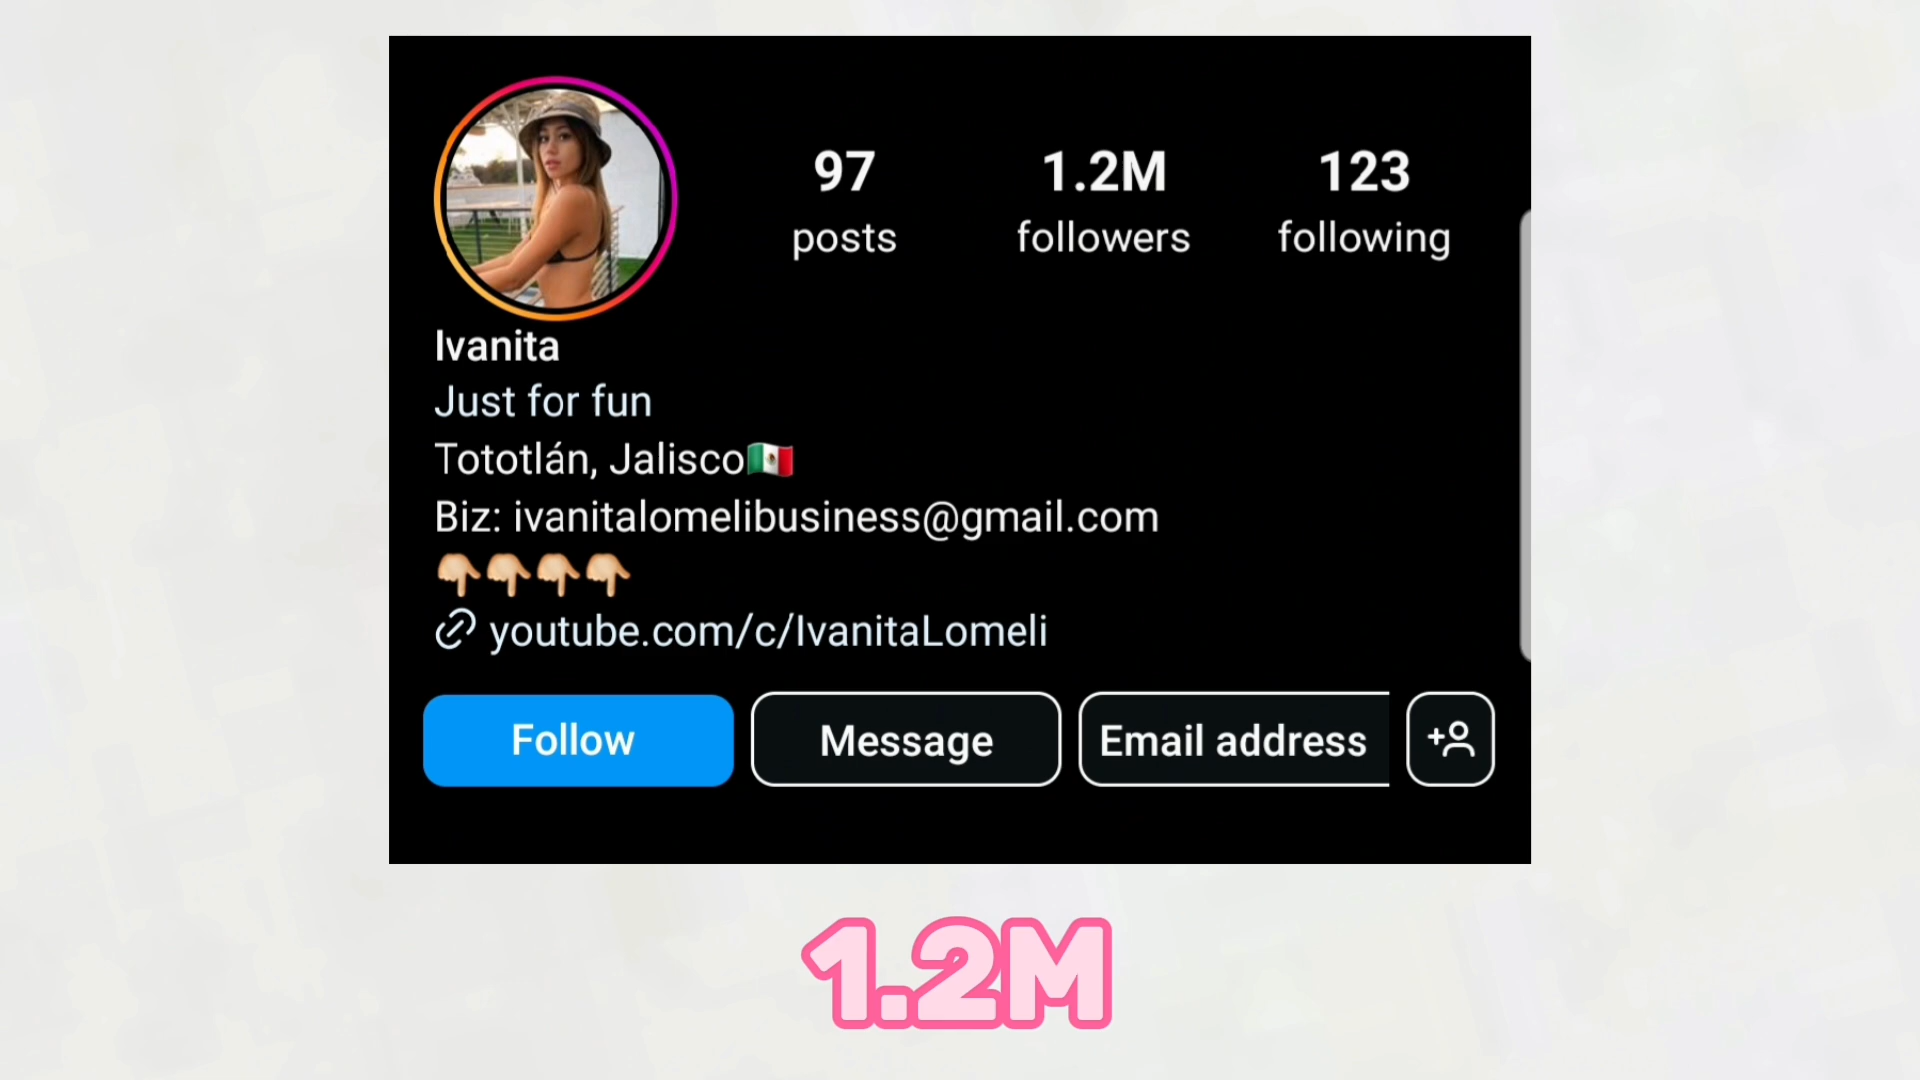 97 1.2M 123
posts followers following
Ivanita
Just for fun
Tototlán, Jalisco🇲🇽
Biz: ivanitalomelibusiness@gmail.com
👇🏼👇🏼👇🏼👇🏼
youtube.com/c/IvanitaLomeli
Follow Message Email address
1.2M